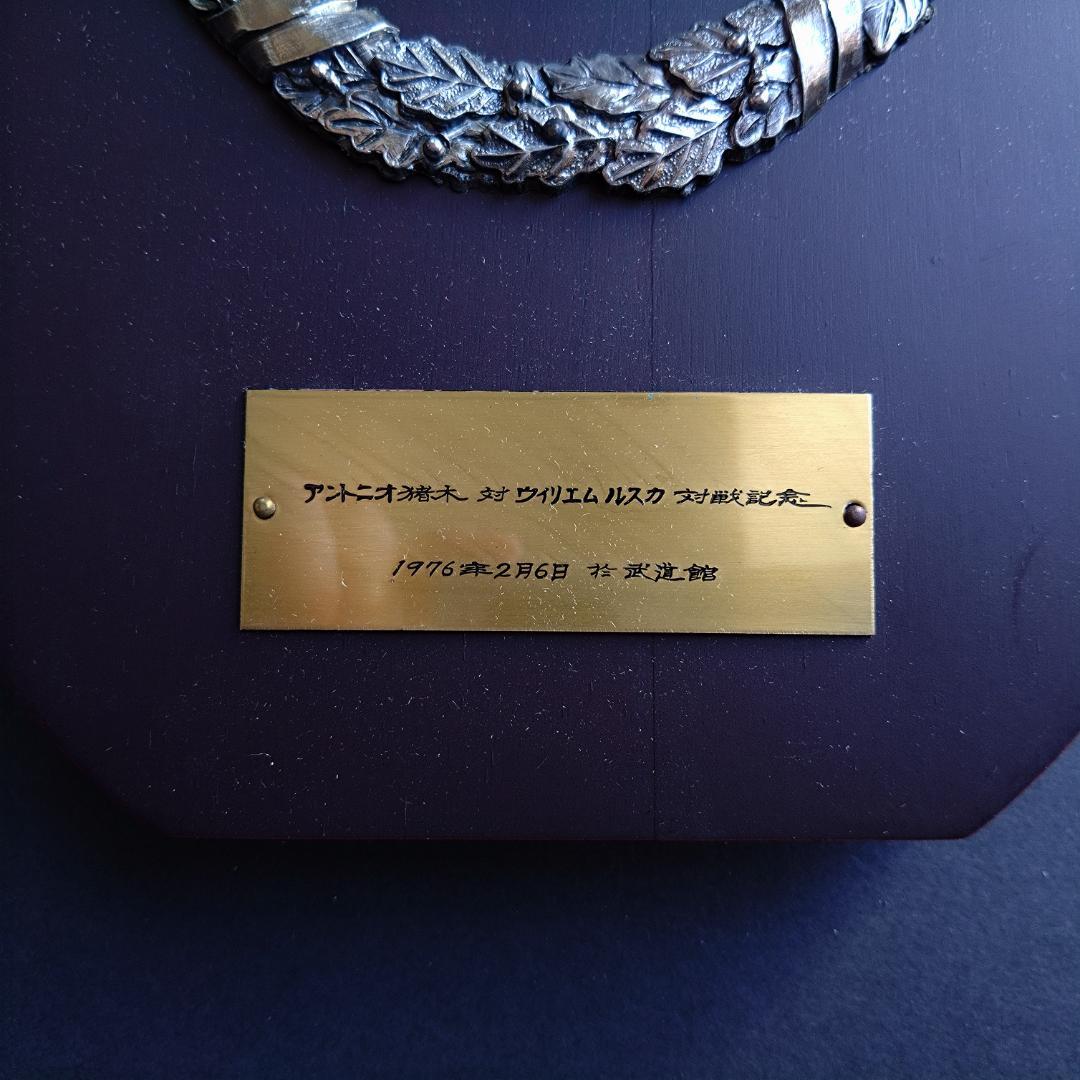 アントニオ猪木 対 ウィリエム ルスカ 対戦記念
1976年2月6日 於 武道館